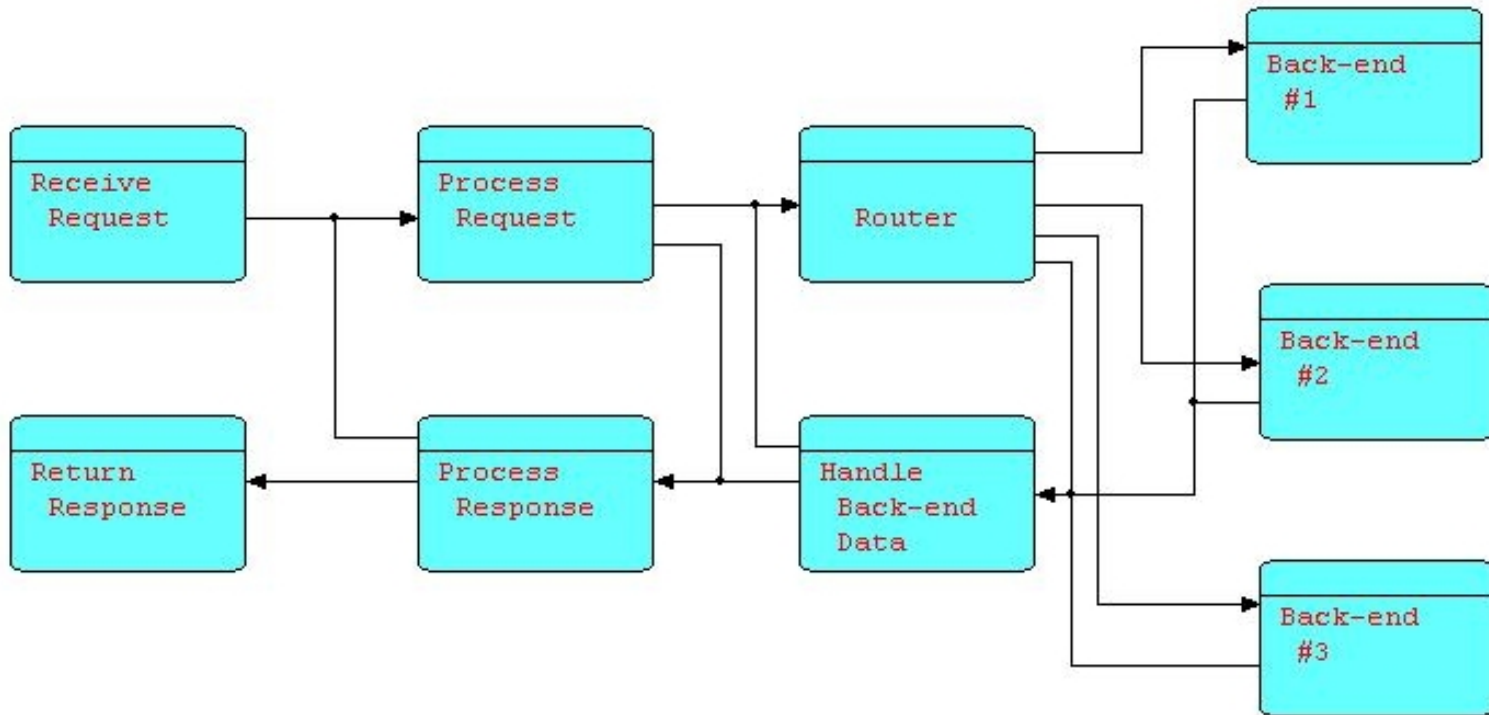 Receive
Request
Process
Request
Router
Back-end
#1
Back-end
#2
Return
Response
Process
Response
Handle
Back-end
Data
Back-end
#3